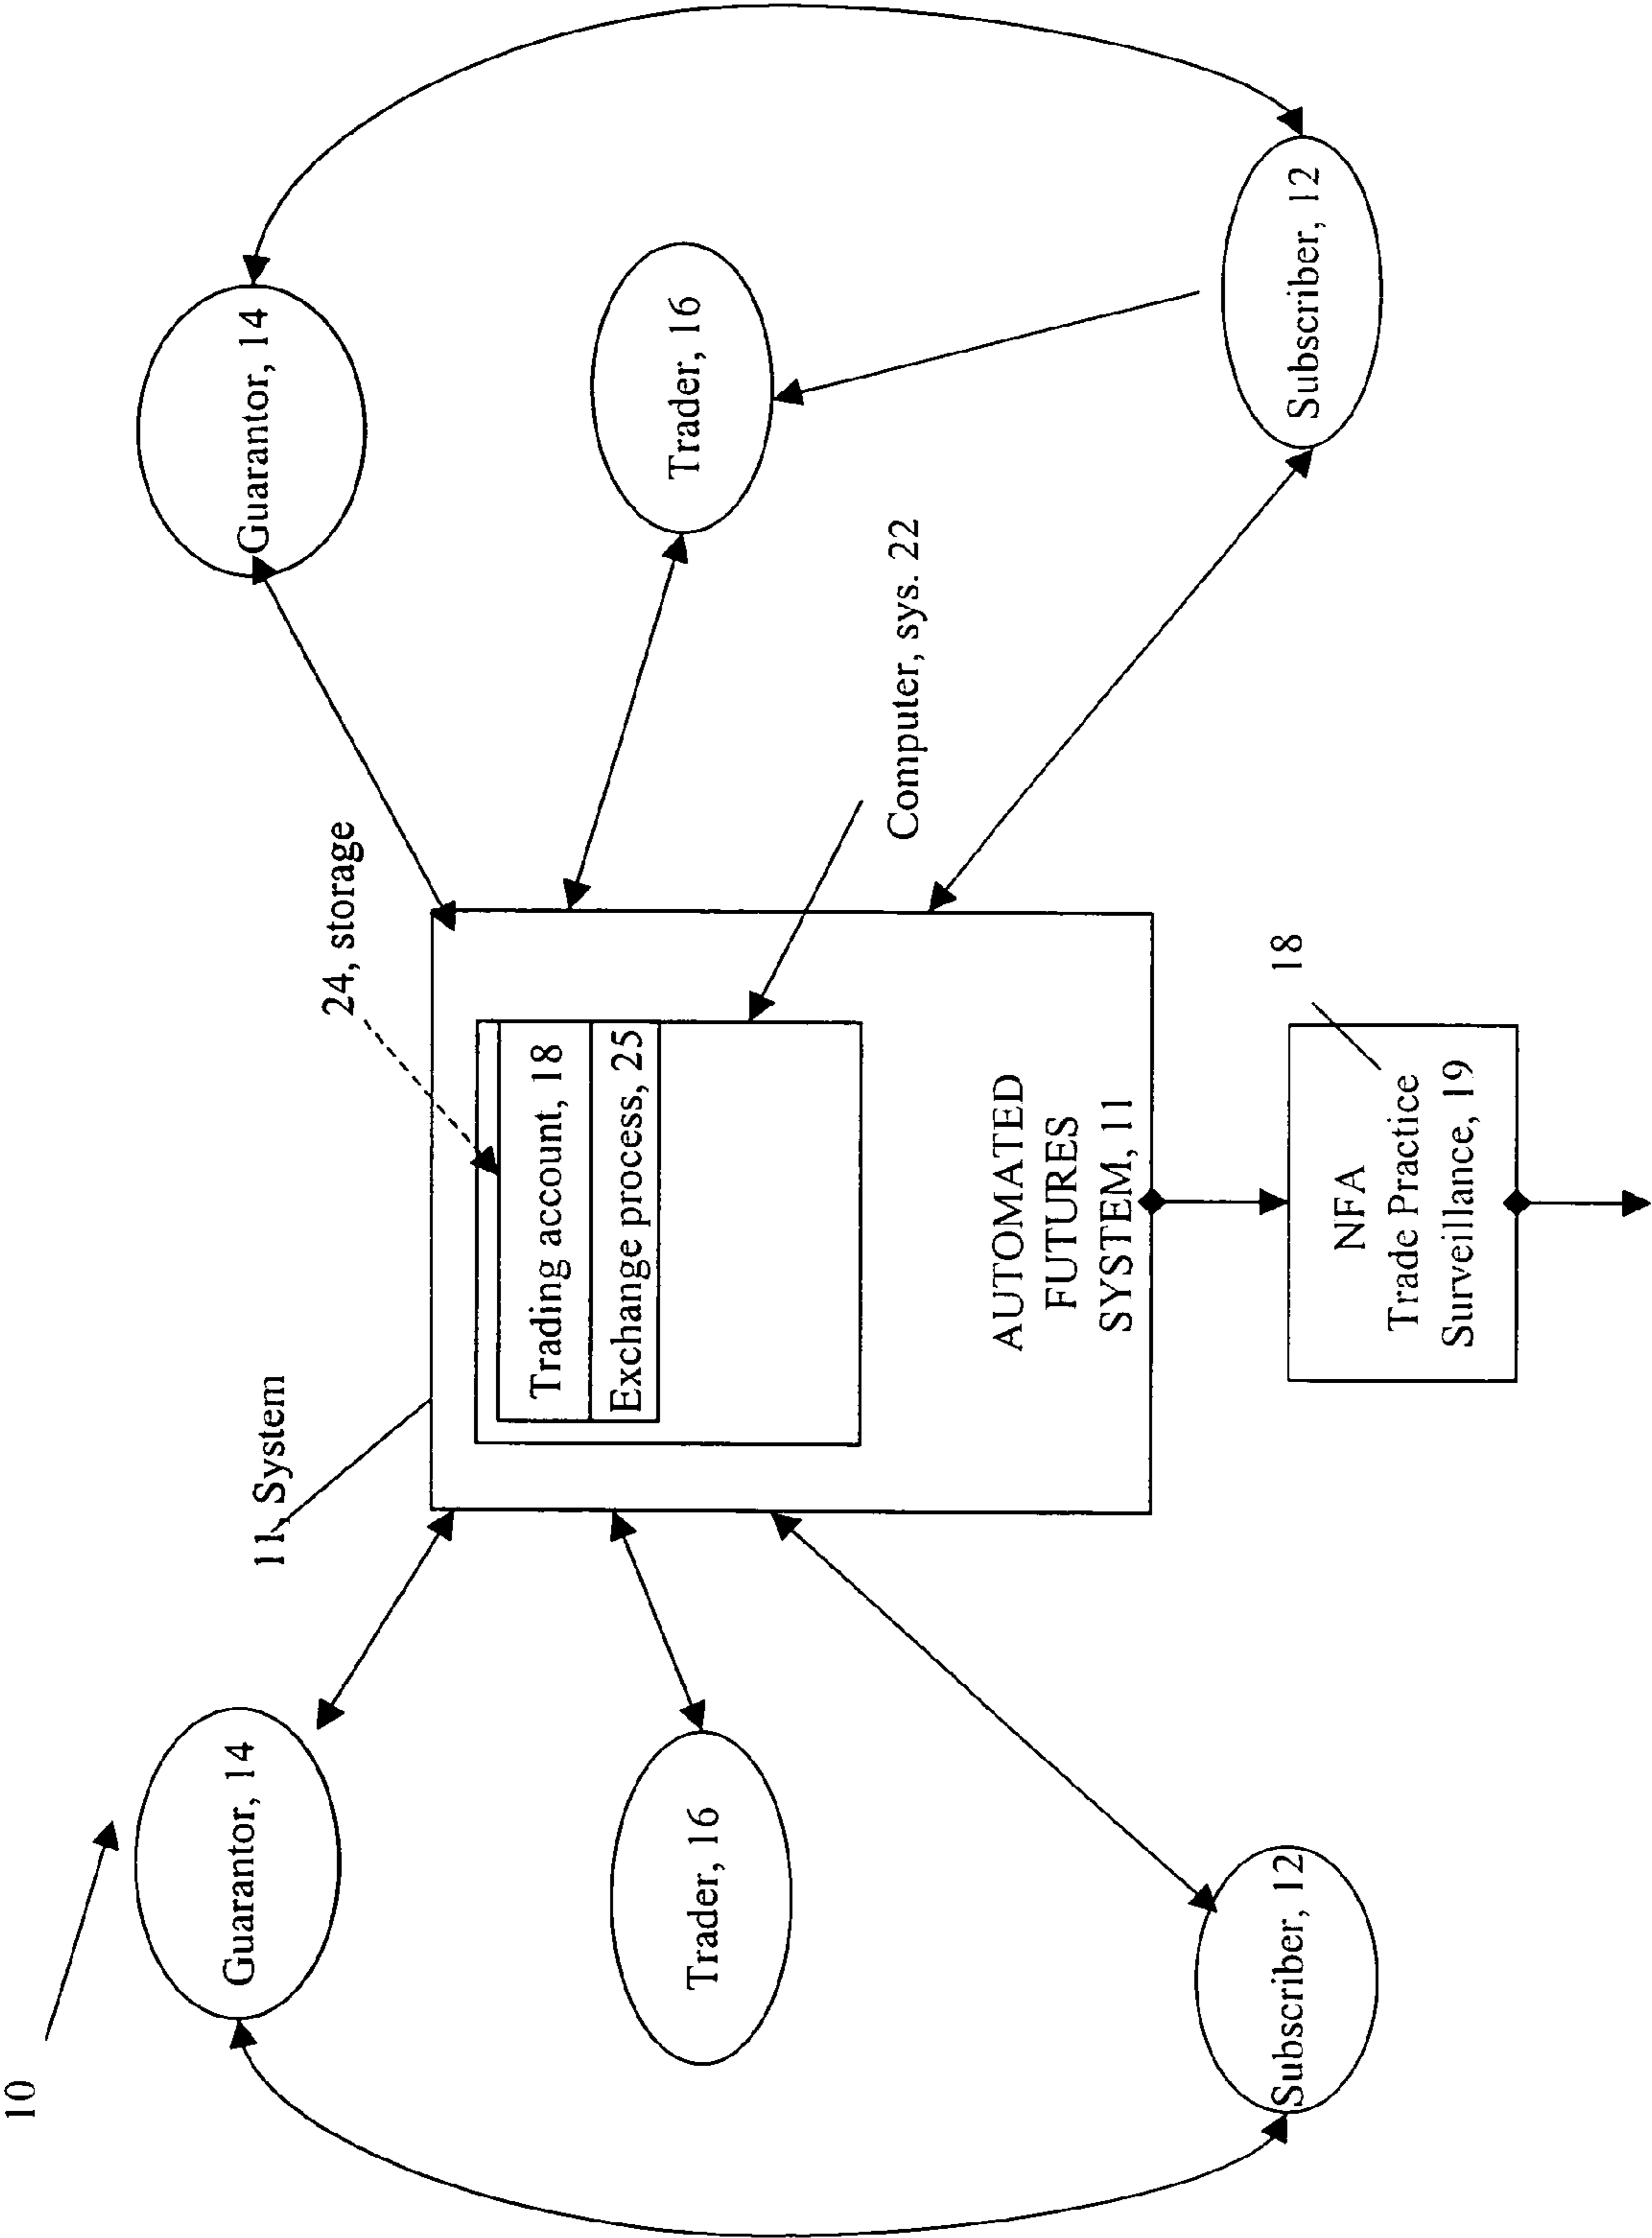 10
Guarantor, 14
11, System
24, storage
Guarantor, 14
Trader, 16
Trading account, 18
Exchange process, 25
Trader, 16
Computer, sys. 22
AUTOMATED
FUTURES
SYSTEM, 11
Subscriber, 12
18
Subscriber, 12
NFA
Trade Practice
Surveillance, 19